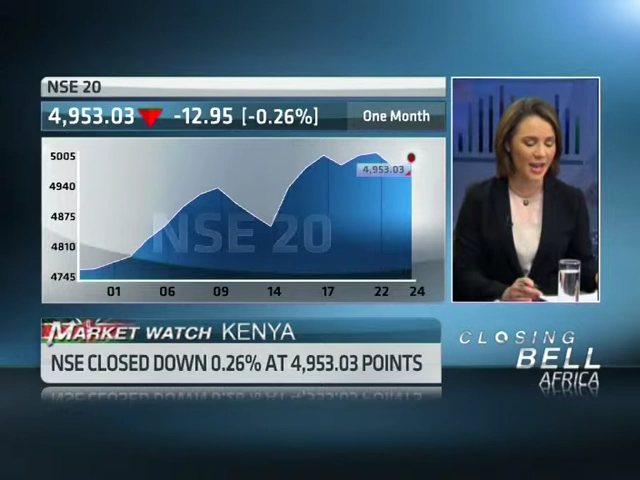 NSE 20
4,953.03 -12.95 [-0.26%] One Month
5005
4940
4875
4810
4745
4,953.03
NSE 20
01 06 09 14 17 22 24
MARKET WATCH KENYA
NSE CLOSED DOWN 0.26% AT 4,953.03 POINTS
CLOSING
BELL
AFRICA